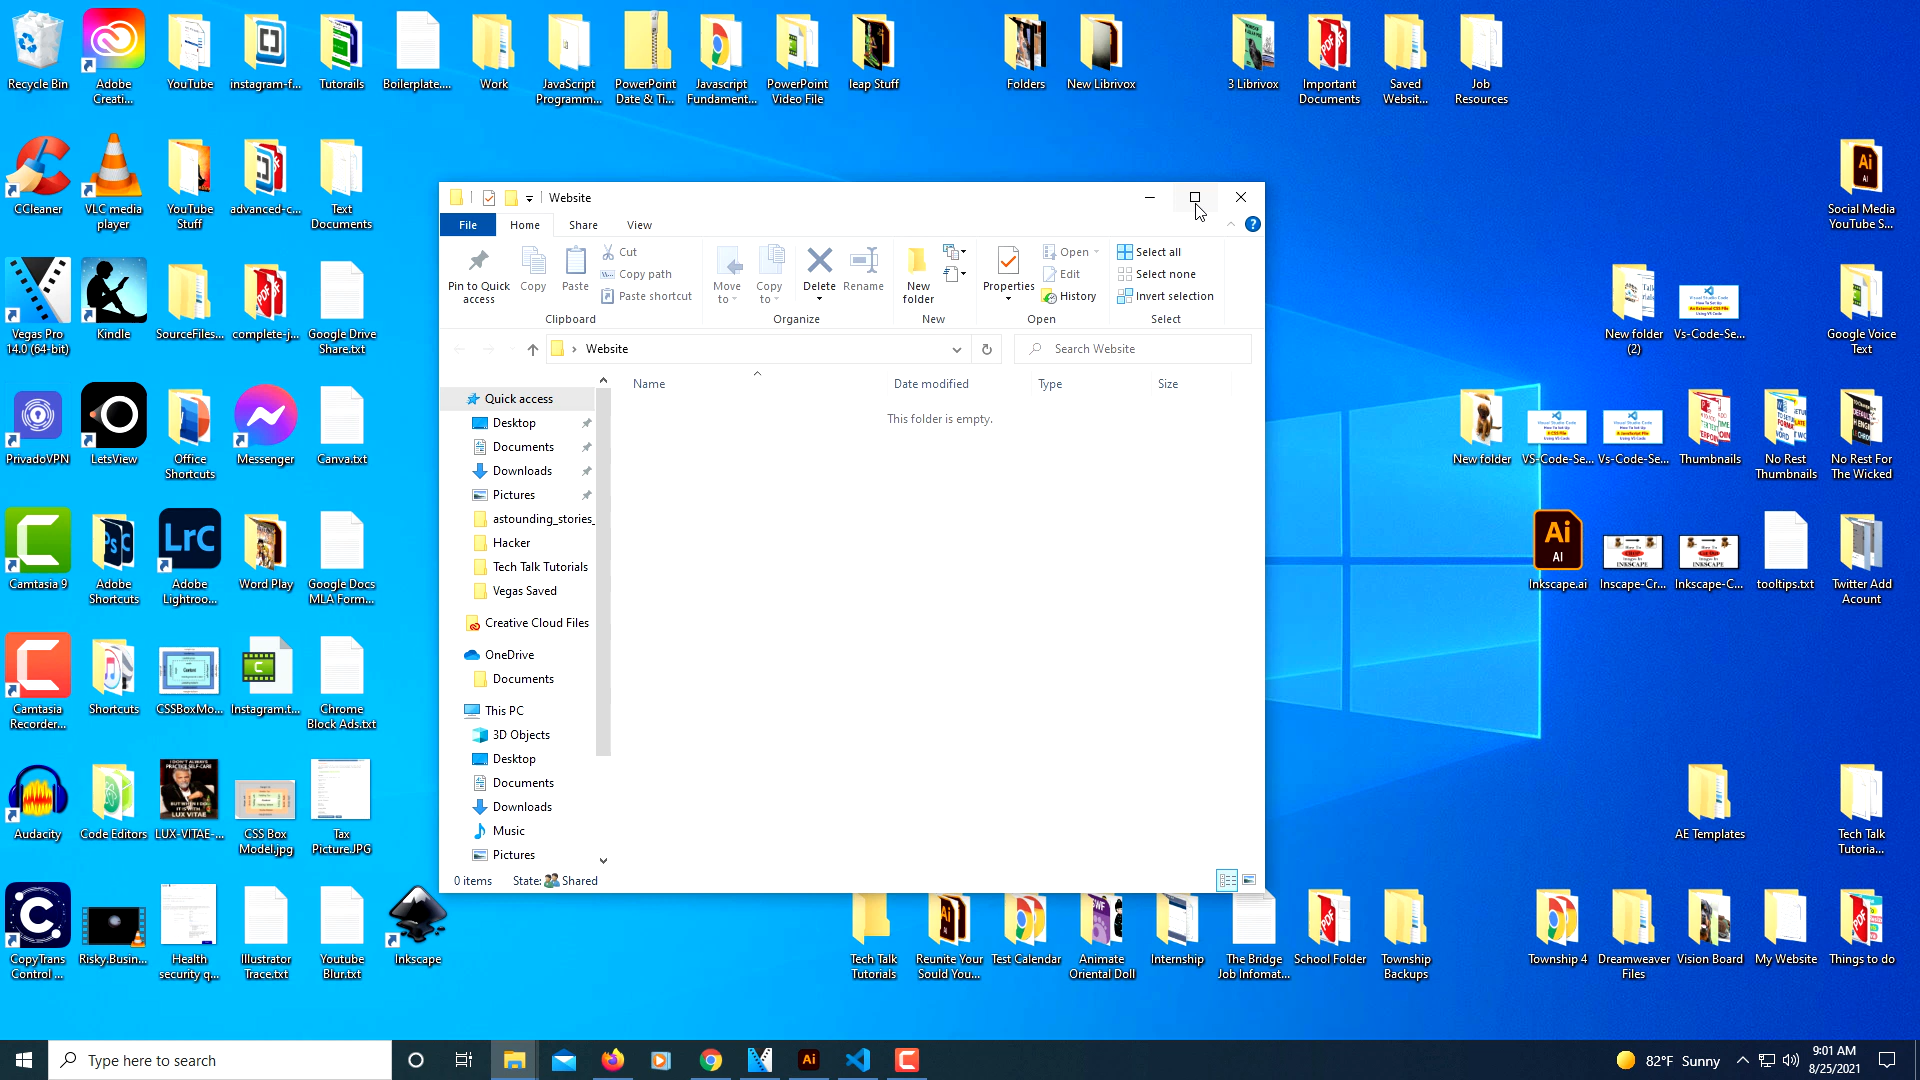 Recycle Bin
Adobe
Creati...
YouTube
instagram-f...
Tutorails
Boilerplate....
Work
JavaScript
Programm...
PowerPoint
Date & Ti...
Javascript
Fundament...
PowerPoint
Video File
leap Stuff
Folders
New Librivox
3 Librivox
Important
Documents
Saved
Websit...
Job
Resources
CCleaner
VLC media
player
YouTube
Stuff
advanced-c...
Text
Documents
Social Media
YouTube S...
Website
File
Home
Share
View
Pin to Quick
access
Copy
Paste
Cut
Copy path
Paste shortcut
Clipboard
Move
to
Copy
to
Delete
Rename
Organize
New
folder
New
Properties
Open
Edit
History
Open
Select all
Select none
Invert selection
Select
Website
Search Website
Name
Date modified
Type
Size
This folder is empty.
Quick access
Desktop
Documents
Downloads
Pictures
astounding_stories_
Hacker
Tech Talk Tutorials
Vegas Saved
Creative Cloud Files
OneDrive
Documents
This PC
3D Objects
Desktop
Documents
Downloads
Music
Pictures
0 items
State:
Shared
Vegas Pro
14.0 (64-bit)
Kindle
SourceFiles...
complete-j...
Google Drive
Share.txt
New folder
(2)
Vs-Code-Se...
Google Voice
Text
PrivadoVPN
LetsView
Office
Shortcuts
Messenger
Canva.txt
New folder
VS-Code-Se...
Vs-Code-Se...
Thumbnails
No Rest
Thumbnails
No Rest For
The Wicked
Camtasia 9
Adobe
Shortcuts
LrC
Adobe
Lightroo...
Word Play
Google Docs
MLA Form...
Ai
AI
Inkscape.ai
Inscape-Cr...
Inkscape-C...
tooltips.txt
Twitter Add
Acount
Camtasia
Recorder...
Shortcuts
CSSBoxMo...
Instagram.t...
Chrome
Block Ads.txt
Audacity
Code Editors
LUX-VITAE-...
CSS Box
Model.jpg
Tax
Picture.JPG
AE Templates
Tech Talk
Tutoria...
CopyTrans
Control ...
Risky.Busin...
Health
security q...
Illustrator
Trace.txt
Youtube
Blur.txt
Inkscape
Tech Talk
Tutorials
Reunite Your
Sould You...
Test Calendar
Animate
Oriental Doll
Internship
The Bridge
Job Infomat...
School Folder
Township
Backups
Township 4
Dreamweaver
Files
Vision Board
My Website
Things to do
Type here to search
82°F Sunny
9:01 AM
8/25/2021